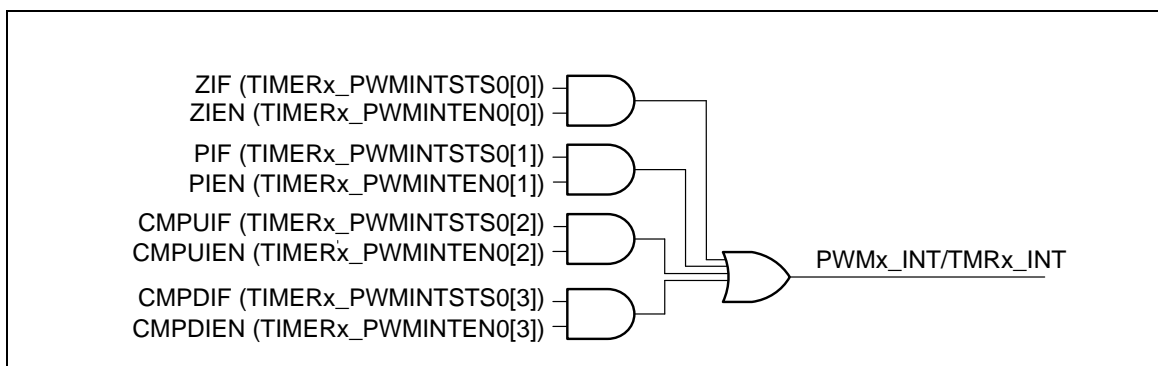 ZIF (TIMERx_PWMINTSTS0[0])
ZIEN (TIMERx_PWMINTEN0[0])
PIF (TIMERx_PWMINTSTS0[1])
PIEN (TIMERx_PWMINTEN0[1])
CMPUIF (TIMERx_PWMINTSTS0[2])
CMPUIEN (TIMERx_PWMINTEN0[2])
CMPDIF (TIMERx_PWMINTSTS0[3])
CMPDIEN (TIMERx_PWMINTEN0[3])
PWMx_INT/TMRx_INT